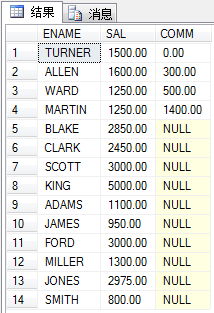 结果 消息
ENAME SAL COMM
1 TURNER 1500.00 0.00
2 ALLEN 1600.00 300.00
3 WARD 1250.00 500.00
4 MARTIN 1250.00 1400.00
5 BLAKE 2850.00 NULL
6 CLARK 2450.00 NULL
7 SCOTT 3000.00 NULL
8 KING 5000.00 NULL
9 ADAMS 1100.00 NULL
10 JAMES 950.00 NULL
11 FORD 3000.00 NULL
12 MILLER 1300.00 NULL
13 JONES 2975.00 NULL
14 SMITH 800.00 NULL